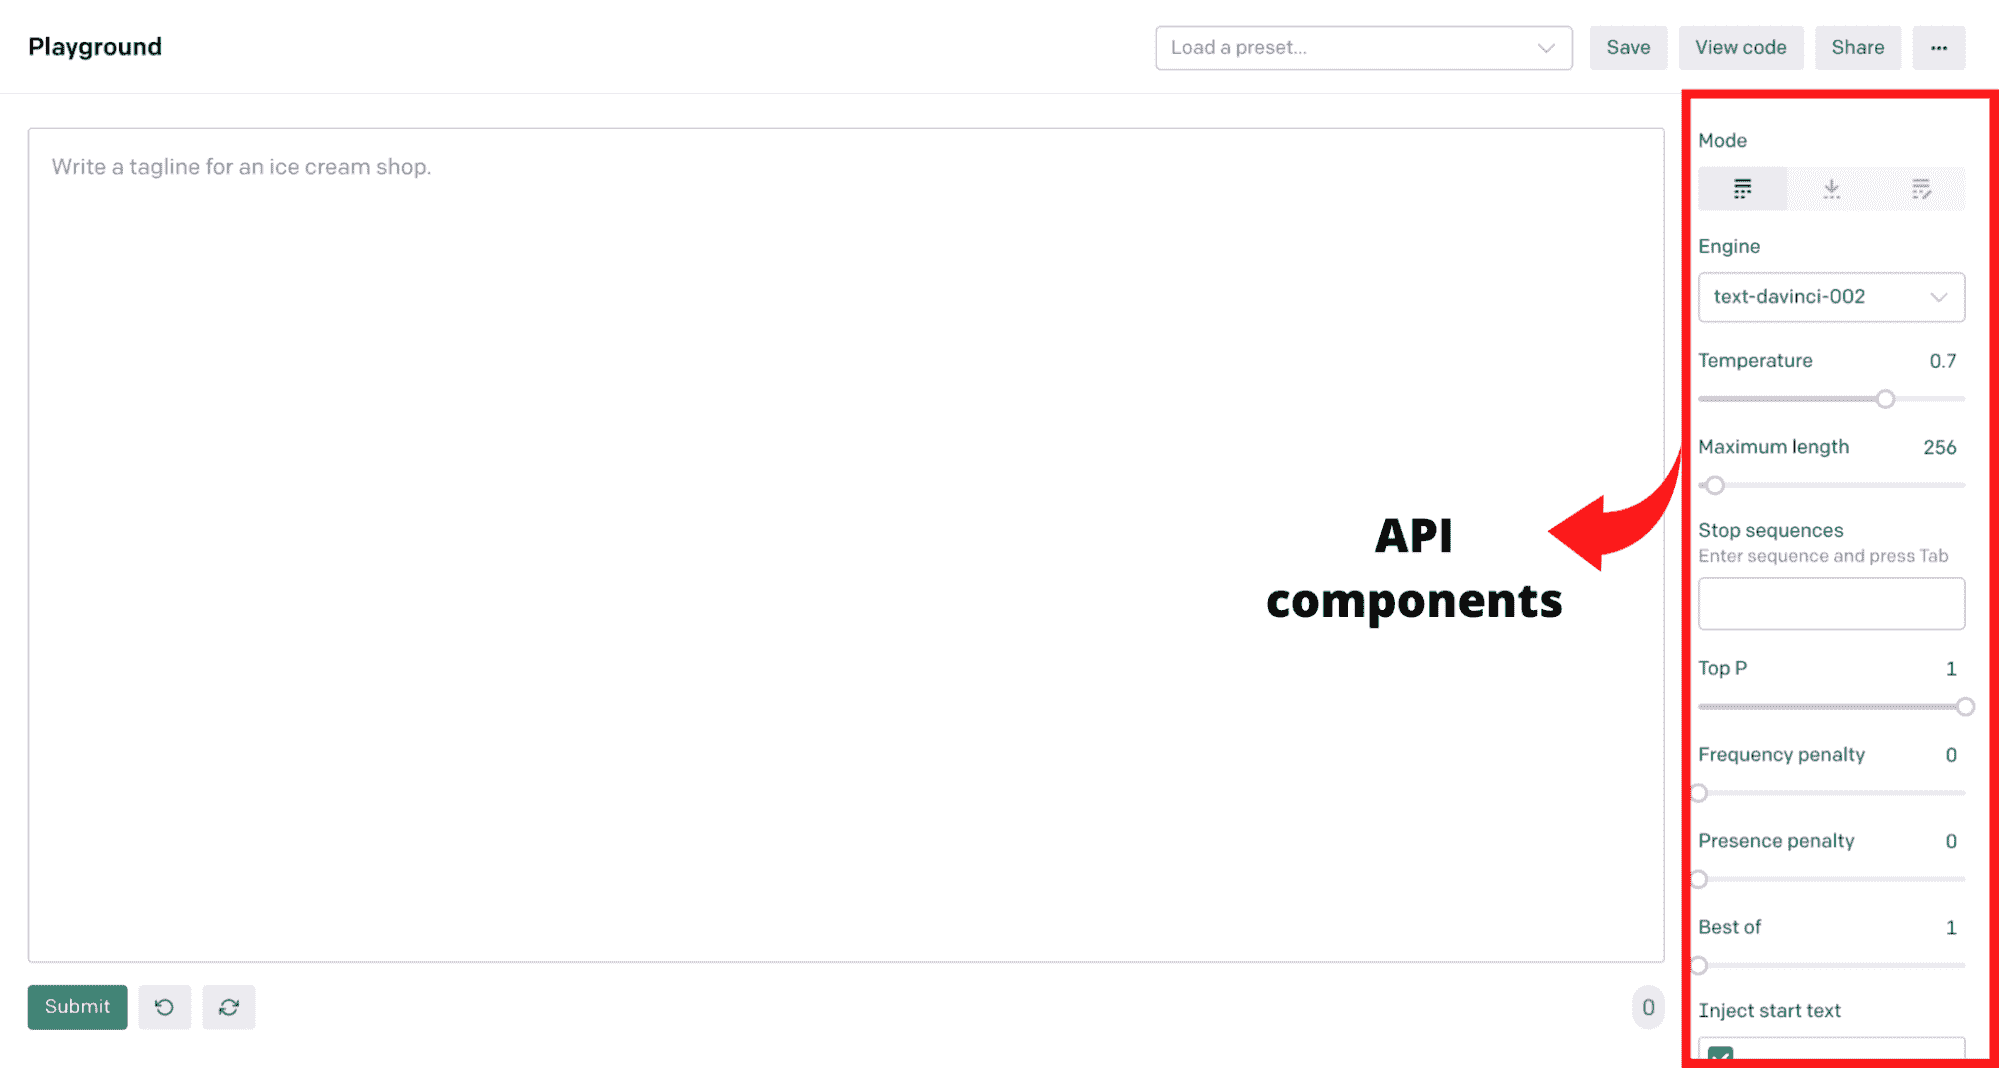 Playground
Load a preset...
Save
View code
Share
Write a tagline for an ice cream shop.
API
components
Mode
Engine
text-davinci-002
Temperature 0.7
Maximum length 256
Stop sequences
Enter sequence and press Tab
Top P 1
Frequency penalty 0
Presence penalty 0
Best of 1
Inject start text
Submit
0